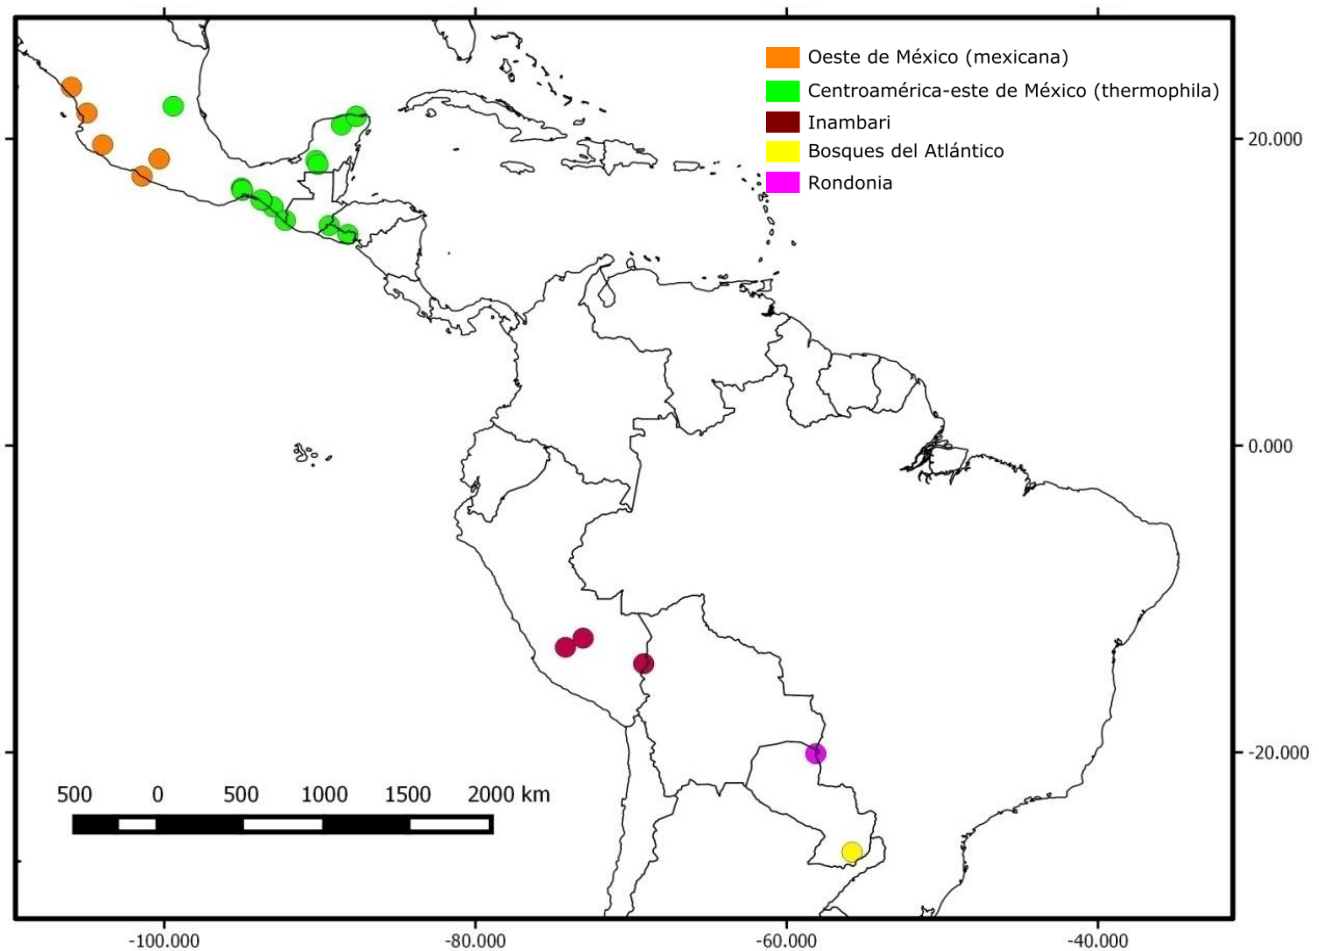 Oeste de México (mexicana)
Centroamérica-este de México (thermophila)
Inambari
Bosques del Atlántico
Rondonia
20.000
0.000
-20.000
500 0 500 1000 1500 2000 km
-100.000 -80.000 -60.000 -40.000